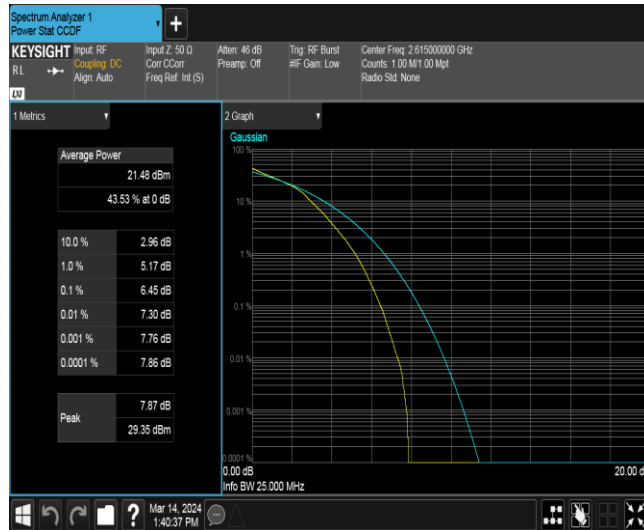 Spectrum Analyzer 1
Power Stat CCDF
+
KEYSIGHT
RL
LXI
Input: RF
Coupling: DC
Align: Auto
Input Z: 50 Ω
Corr CCorr
Freq Ref: Int (S)
Atten: 46 dB
Preamp: Off
Trig: RF Burst
#IF Gain: Low
Center Freq: 2.615000000 GHz
Counts: 1.00 M/1.00 Mpt
Radio Std: None
1 Metrics
Average Power
21.48 dBm
43.53 % at 0 dB
10.0 % 2.96 dB
1.0 % 5.17 dB
0.1 % 6.45 dB
0.01 % 7.30 dB
0.001 % 7.76 dB
0.0001 % 7.86 dB
Peak
7.87 dB
29.35 dBm
2 Graph
Gaussian
100 %
10 %
1 %
0.1 %
0.01 %
0.001 %
0.0001 %
0.00 dB
20.00 d
Info BW 25.000 MHz
?
Mar 14, 2024
1:40:37 PM